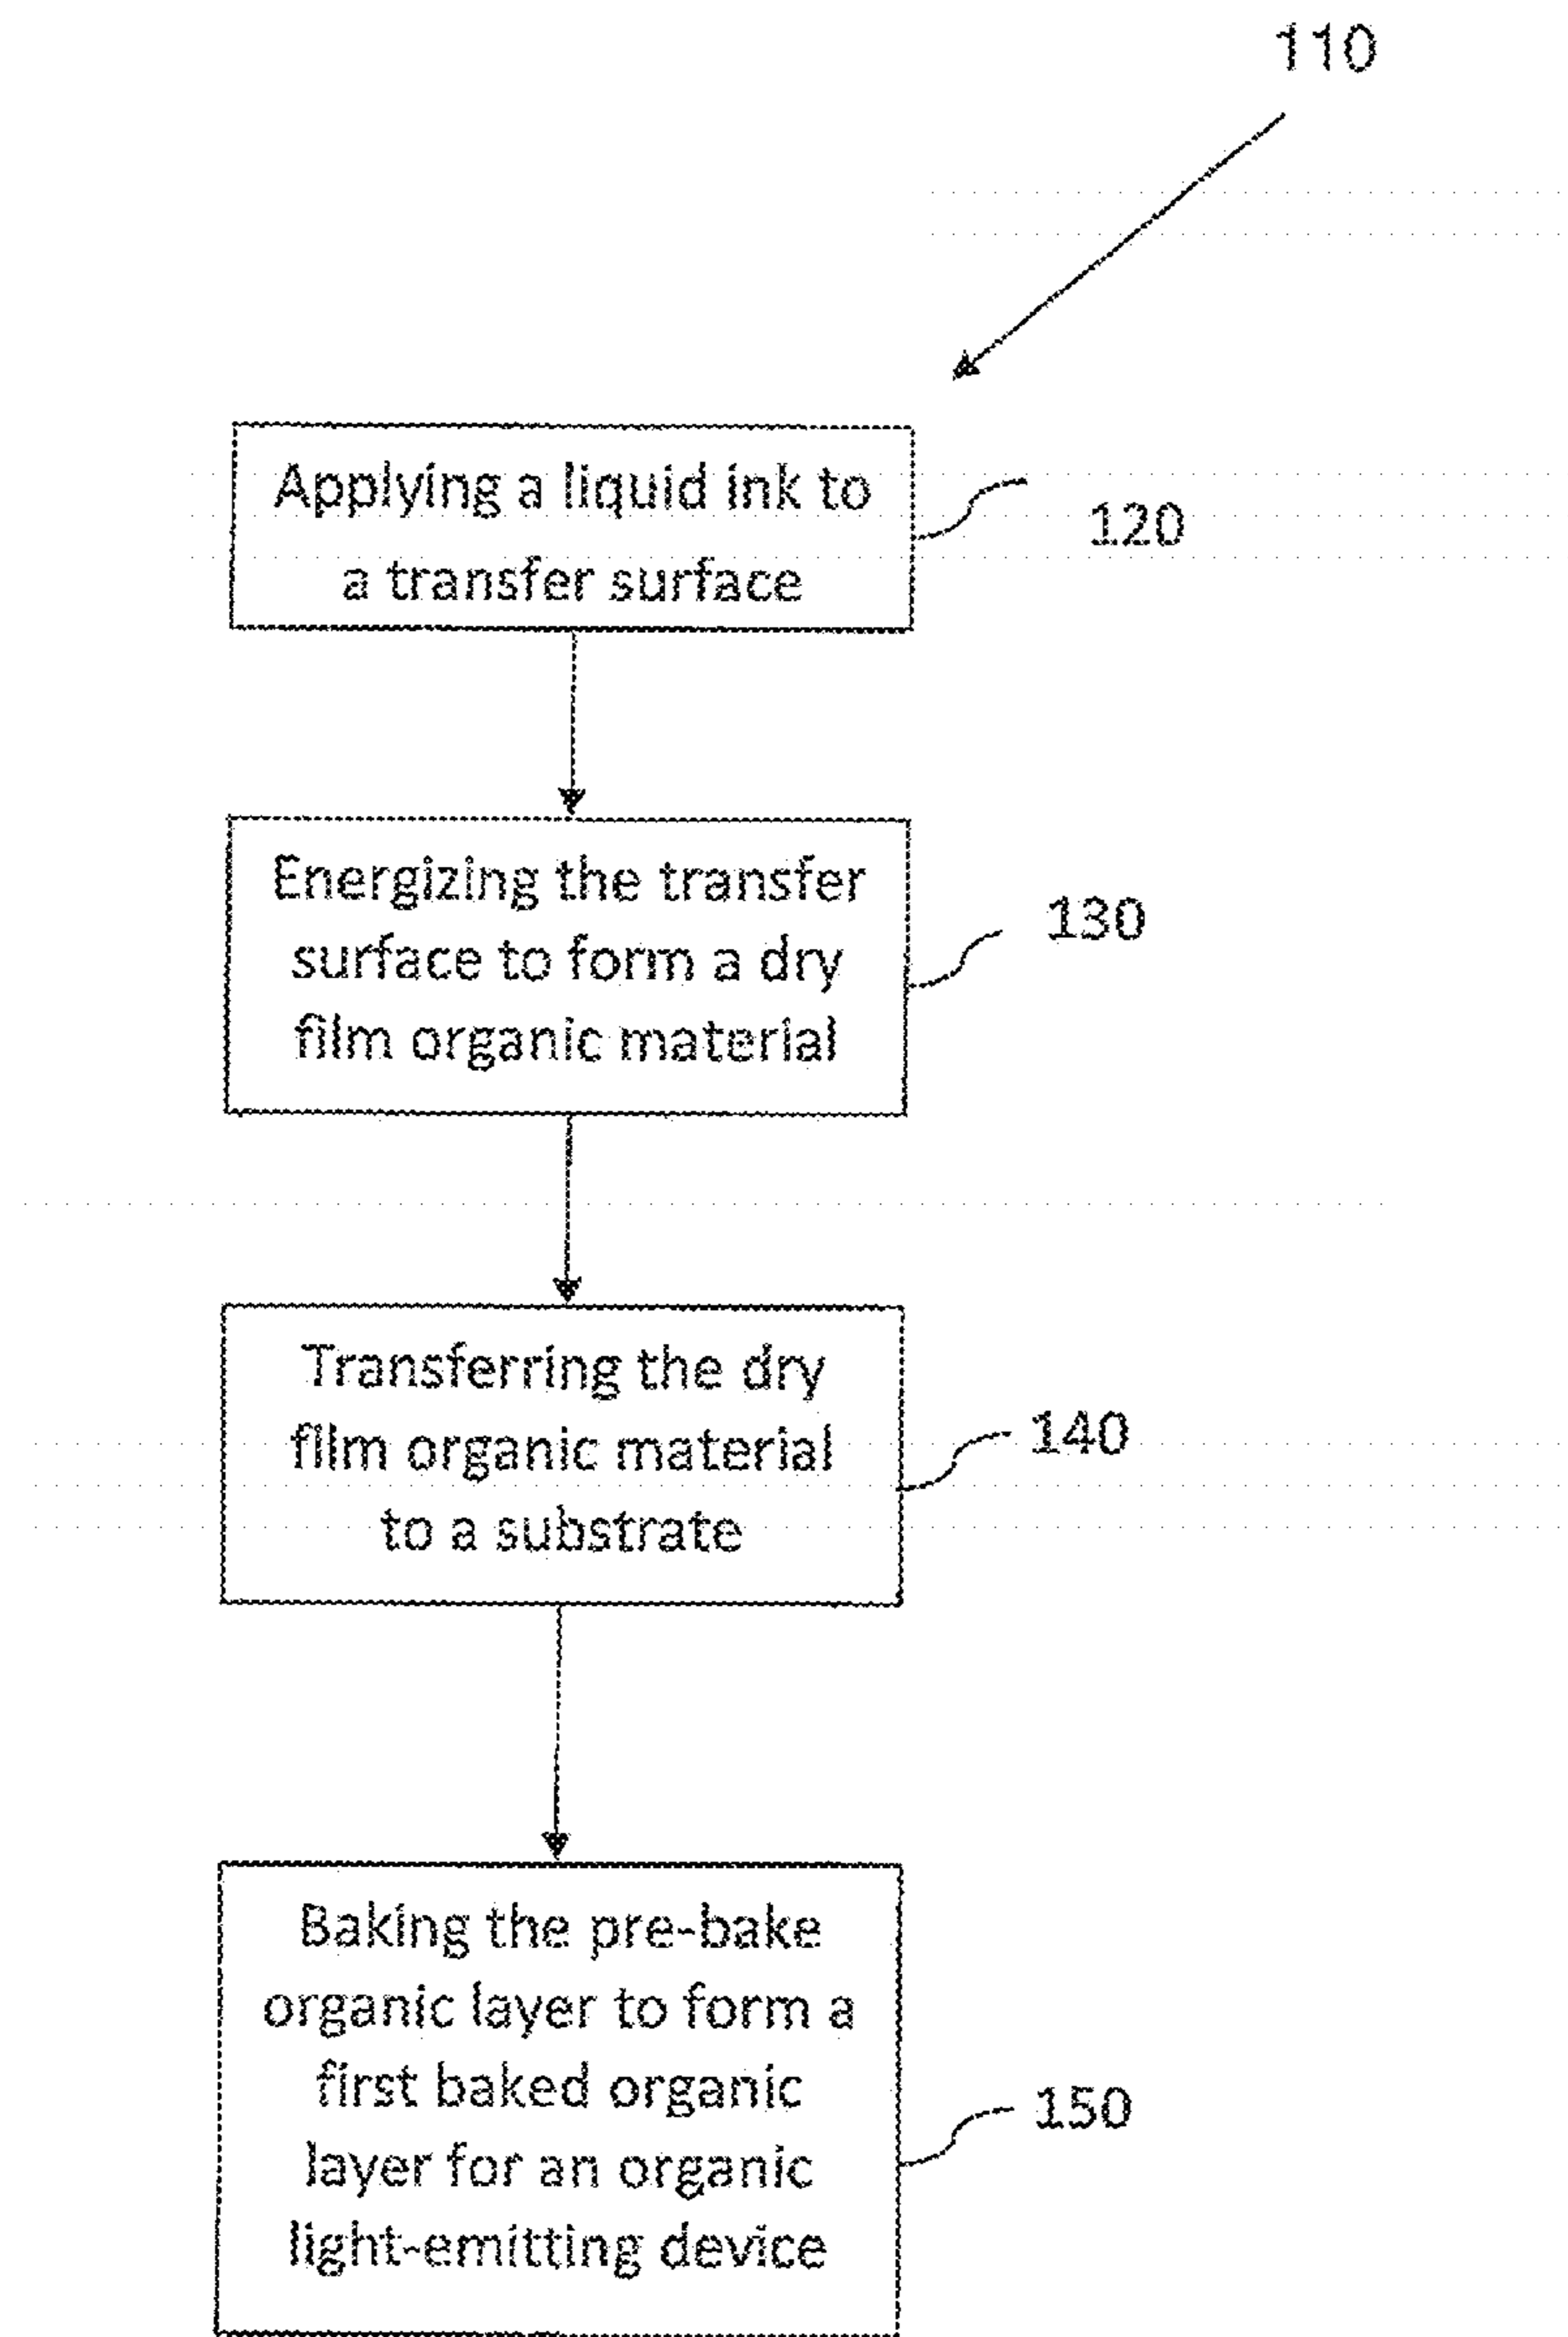 110
Applying a liquid ink to
a transfer surface
120
Energizing the transfer
surface to form a dry
film organic material
130
Transferring the dry
film organic material
to a substrate
140
Baking the pre-bake
organic layer to form a
first baked organic
layer for an organic
light-emitting device
150